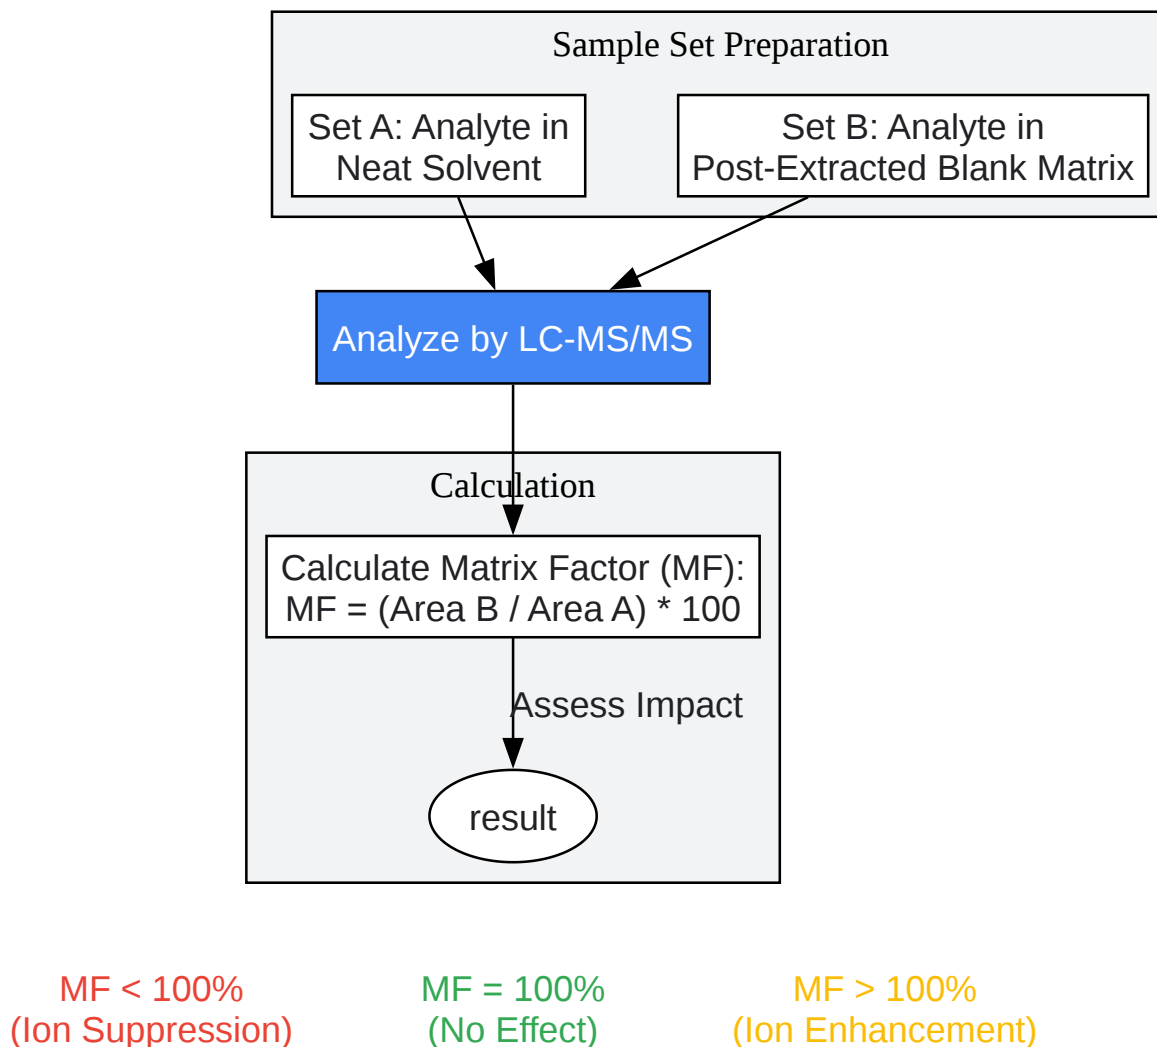 Sample Set Preparation
Set A: Analyte in
Neat Solvent
Set B: Analyte in
Post-Extracted Blank Matrix
Analyze by LC-MS/MS
Calculation
Calculate Matrix Factor (MF):
MF = (Area B / Area A) * 100
Assess Impact
result
MF < 100%
(Ion Suppression)
MF = 100%
(No Effect)
MF > 100%
(Ion Enhancement)